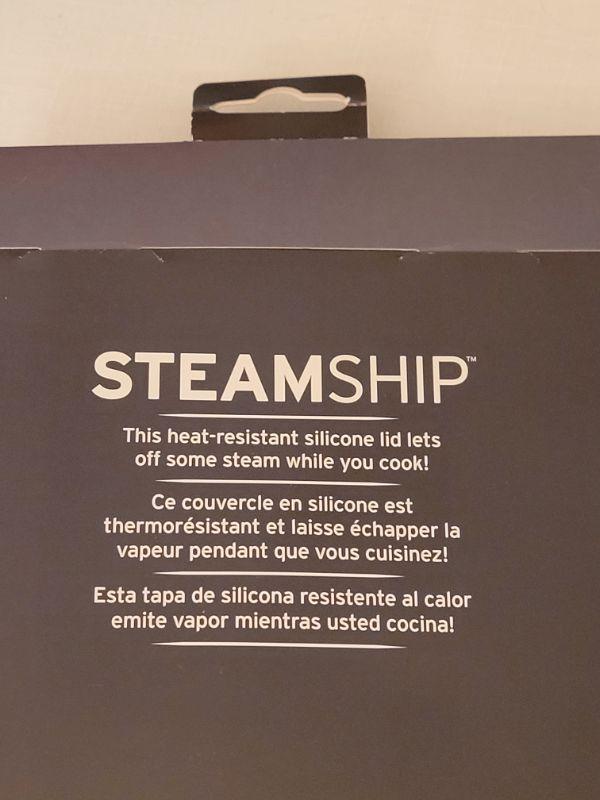 STEAMSHIP™
This heat-resistant silicone lid lets
off some steam while you cook!
Ce couvercle en silicone est
thermorésistant et laisse échapper la
vapeur pendant que vous cuisinez!
Esta tapa de silicona resistente al calor
emite vapor mientras usted cocina!